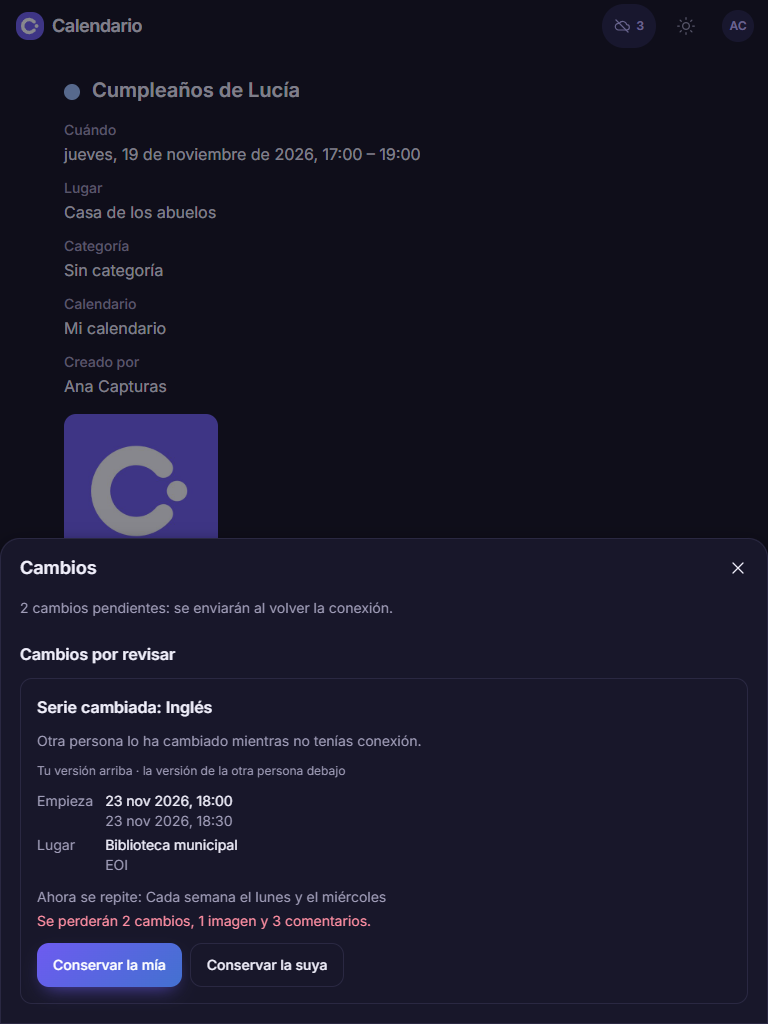 Calendario
3
AC
Cumpleaños de Lucía
Cuándo
jueves, 19 de noviembre de 2026, 17:00 – 19:00
Lugar
Casa de los abuelos
Categoría
Sin categoría
Calendario
Mi calendario
Creado por
Ana Capturas
Cambios
2 cambios pendientes: se enviarán al volver la conexión.
Cambios por revisar
Serie cambiada: Inglés
Otra persona lo ha cambiado mientras no tenías conexión.
Tu versión arriba · la versión de la otra persona debajo
Empieza 23 nov 2026, 18:00
23 nov 2026, 18:30
Lugar Biblioteca municipal
EOI
Ahora se repite: Cada semana el lunes y el miércoles
Se perderán 2 cambios, 1 imagen y 3 comentarios.
Conservar la mía Conservar la suya